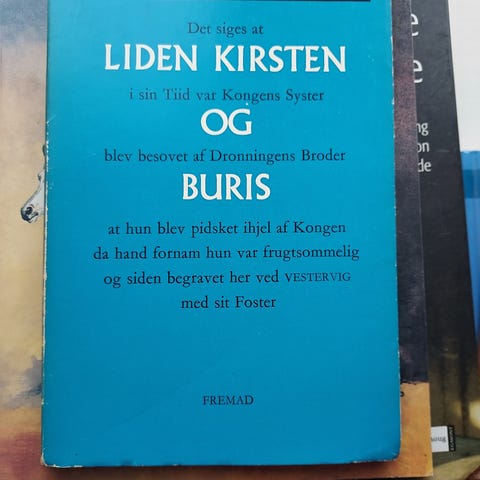 Det siges at
LIDEN KIRSTEN
i sin Tiid var Kongens Syster
OG
blev besovet af Dronningens Broder
BURIS
at hun blev pidsket ihjel af Kongen
da hand fornam hun var frugtsommelig
og siden begravet her ved VESTERVIG
med sit Foster
FREMAD